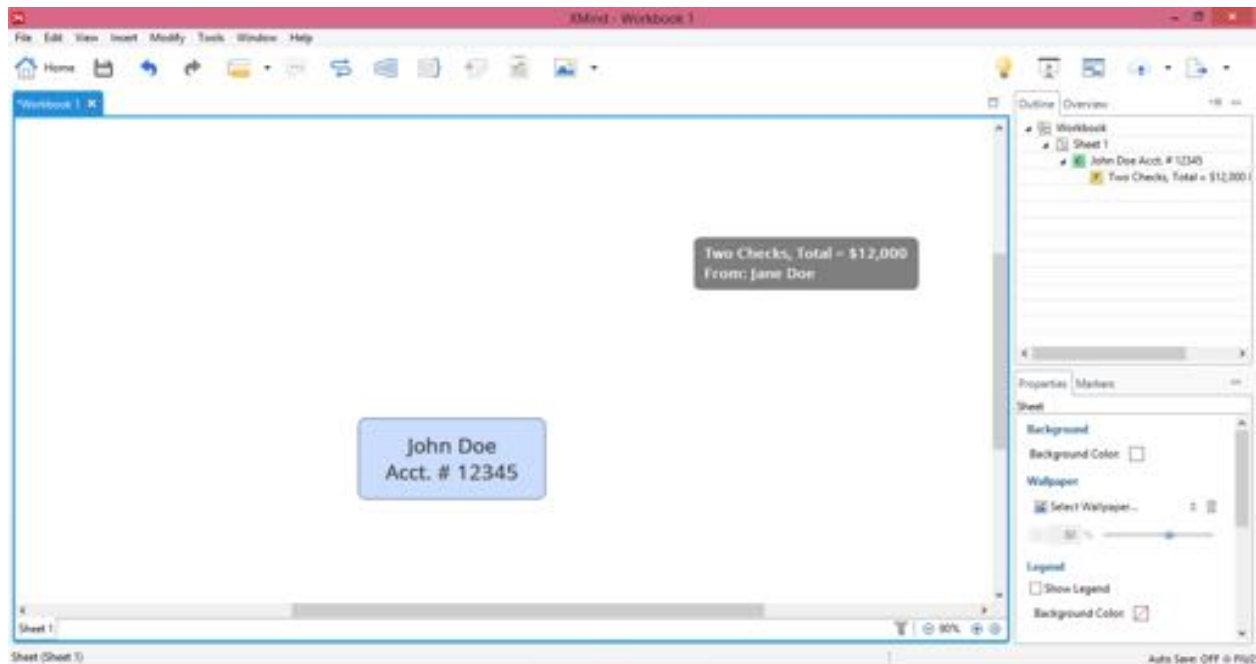 XMind - Workbook 1
File Edit View Insert Modify Tools Window Help
Home
*Workbook 1
Outline Overview
Workbook
Sheet 1
John Doe Acct. # 12345
Two Checks, Total = $12,000
Two Checks, Total = $12,000
From: Jane Doe
John Doe
Acct. # 12345
Properties Markers
Sheet
Background
Background Color:
Wallpaper
Select Wallpaper...
Legend
Show Legend
Background Color:
Sheet 1
90%
Sheet (Sheet 1)
Auto Save: OFF